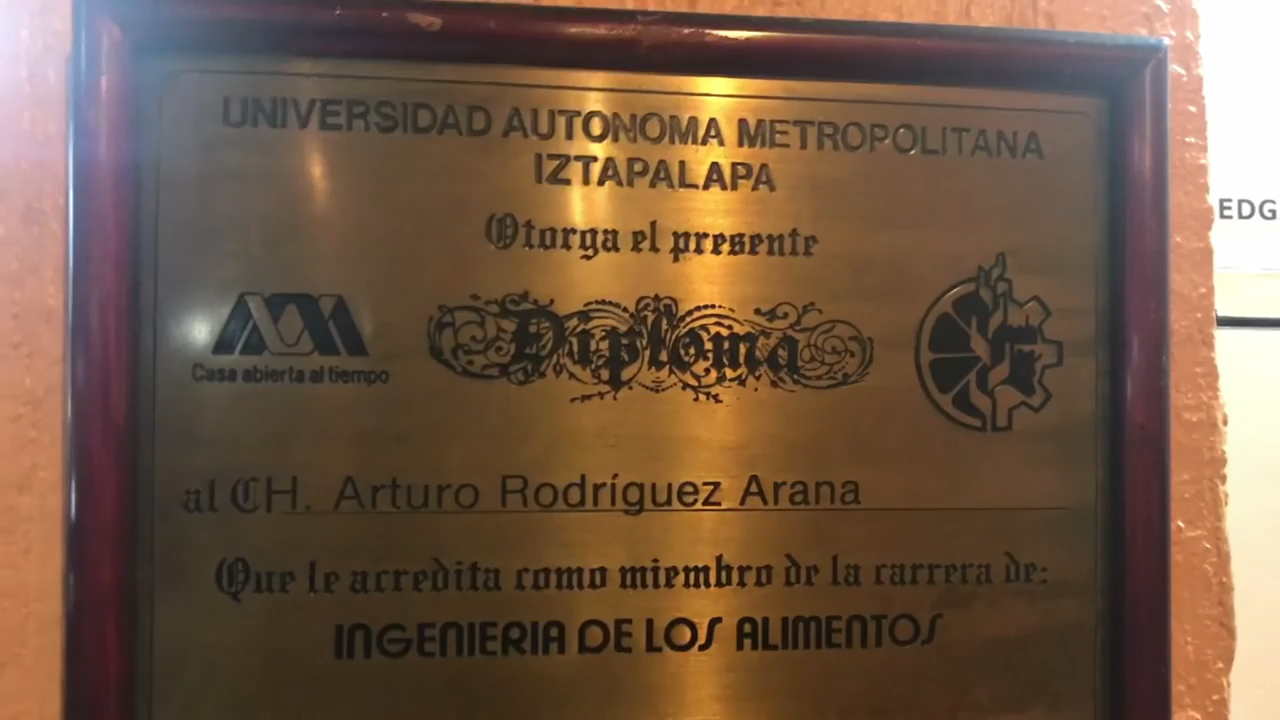 UNIVERSIDAD AUTONOMA METROPOLITANA
IZTAPALAPA
Otorga el presente
Casa abierta al tiempo
Diploma
al CH. Arturo Rodríguez Arana
Que le acredita como miembro de la carrera de:
INGENIERIA DE LOS ALIMENTOS
EDG